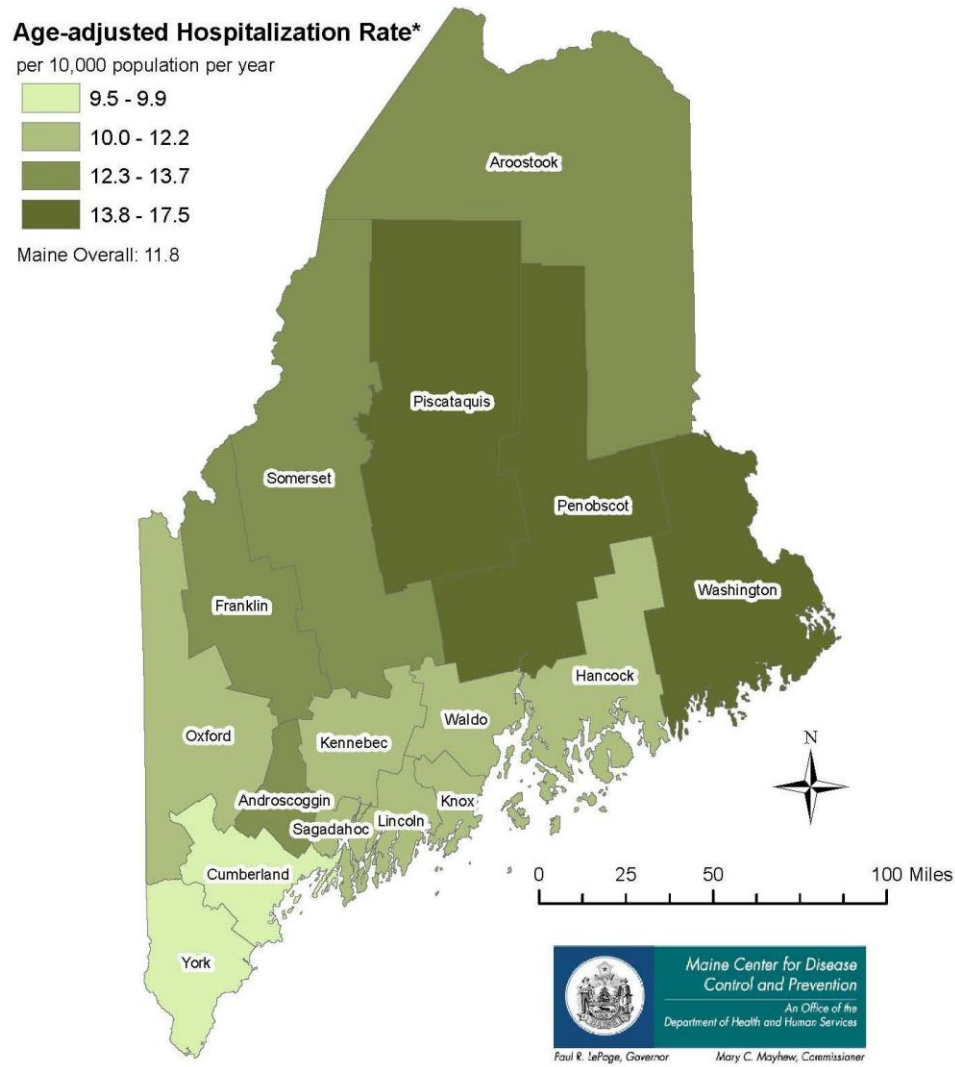 Age-adjusted Hospitalization Rate*
per 10,000 population per year
9.5 - 9.9
10.0 - 12.2
12.3 - 13.7
13.8 - 17.5
Maine Overall: 11.8
Aroostook
Piscataquis
Somerset
Penobscot
Washington
Franklin
Hancock
Waldo
Oxford
Kennebec
N
Androscoggin
Knox
Lincoln
Sagadahoc
Cumberland
0 25 50 100 Miles
York
Maine Center for Disease
Control and Prevention
An Office of the
Department of Health and Human Services
Paul R. LePage, Governor Mary C. Mayhew, Commissioner